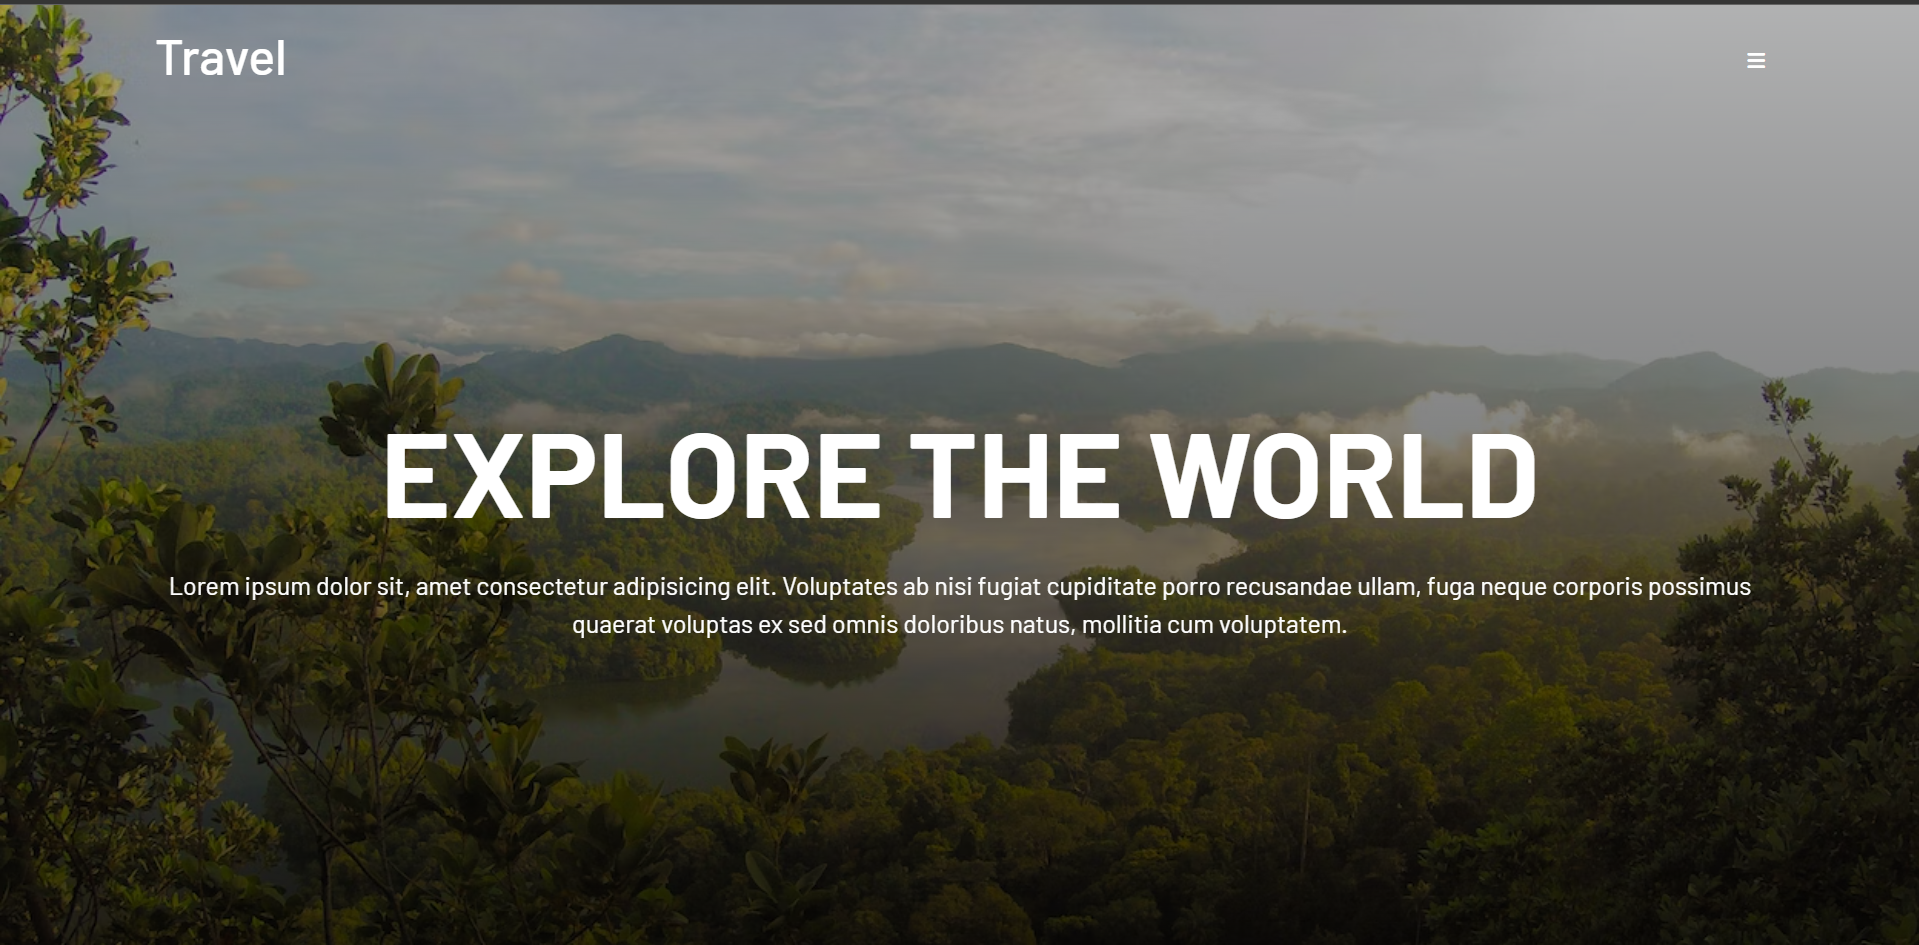 Travel
EXPLORE THE WORLD
Lorem ipsum dolor sit, amet consectetur adipisicing elit. Voluptates ab nisi fugiat cupiditate porro recusandae ullam, fuga neque corporis possimus
quaerat voluptas ex sed omnis doloribus natus, mollitia cum voluptatem.